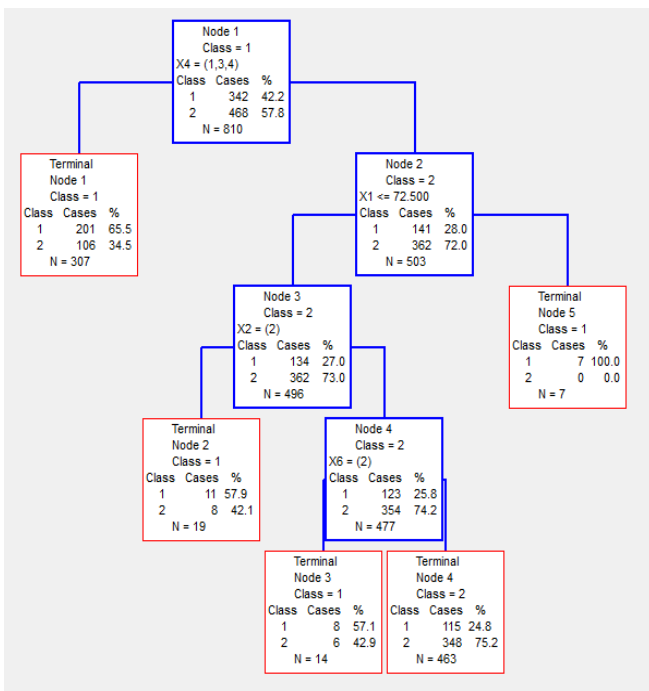 Node 1
Class = 1
X4 = (1,3,4)
Class Cases %
1 342 42.2
2 468 57.8
N = 810
Terminal
Node 1
Class = 1
Class Cases %
1 201 65.5
2 106 34.5
N = 307
Node 2
Class = 2
X1 <= 72.500
Class Cases %
1 141 28.0
2 362 72.0
N = 503
Node 3
Class = 2
X2 = (2)
Class Cases %
1 134 27.0
2 362 73.0
N = 496
Terminal
Node 5
Class = 1
Class Cases %
1 7 100.0
2 0 0.0
N = 7
Terminal
Node 2
Class = 1
Class Cases %
1 11 57.9
2 8 42.1
N = 19
Node 4
Class = 2
X6 = (2)
Class Cases %
1 123 25.8
2 354 74.2
N = 477
Terminal
Node 3
Class = 1
Class Cases %
1 8 57.1
2 6 42.9
N = 14
Terminal
Node 4
Class = 2
Class Cases %
1 115 24.8
2 348 75.2
N = 463